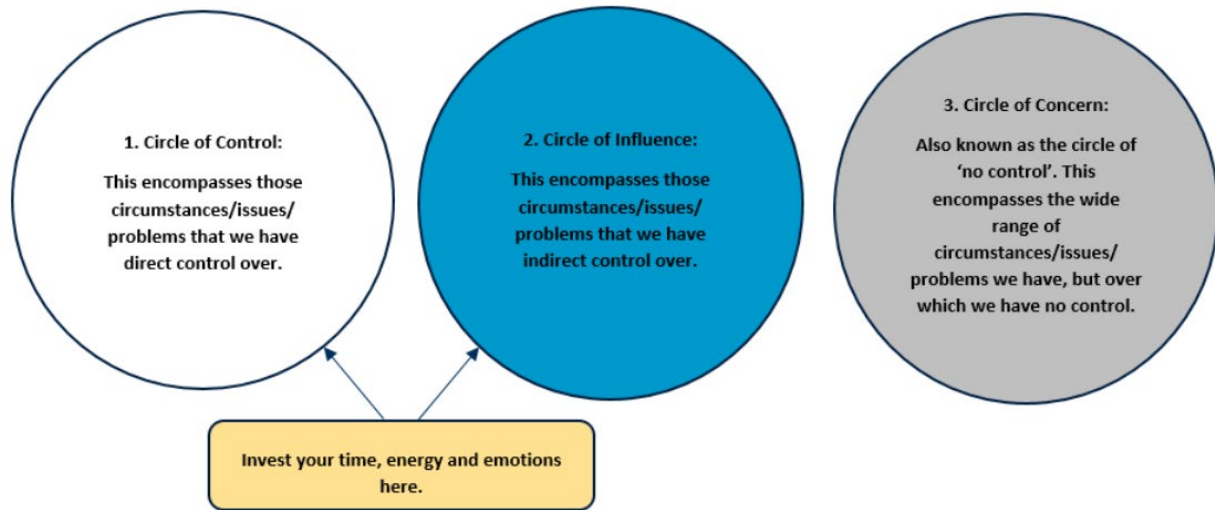 1. Circle of Control:
This encompasses those
circumstances/issues/
problems that we have
direct control over.
2. Circle of Influence:
This encompasses those
circumstances/issues/
problems that we have
indirect control over.
3. Circle of Concern:
Also known as the circle of
‘no control’. This
encompasses the wide
range of
circumstances/issues/
problems we have, but over
which we have no control.
Invest your time, energy and emotions
here.